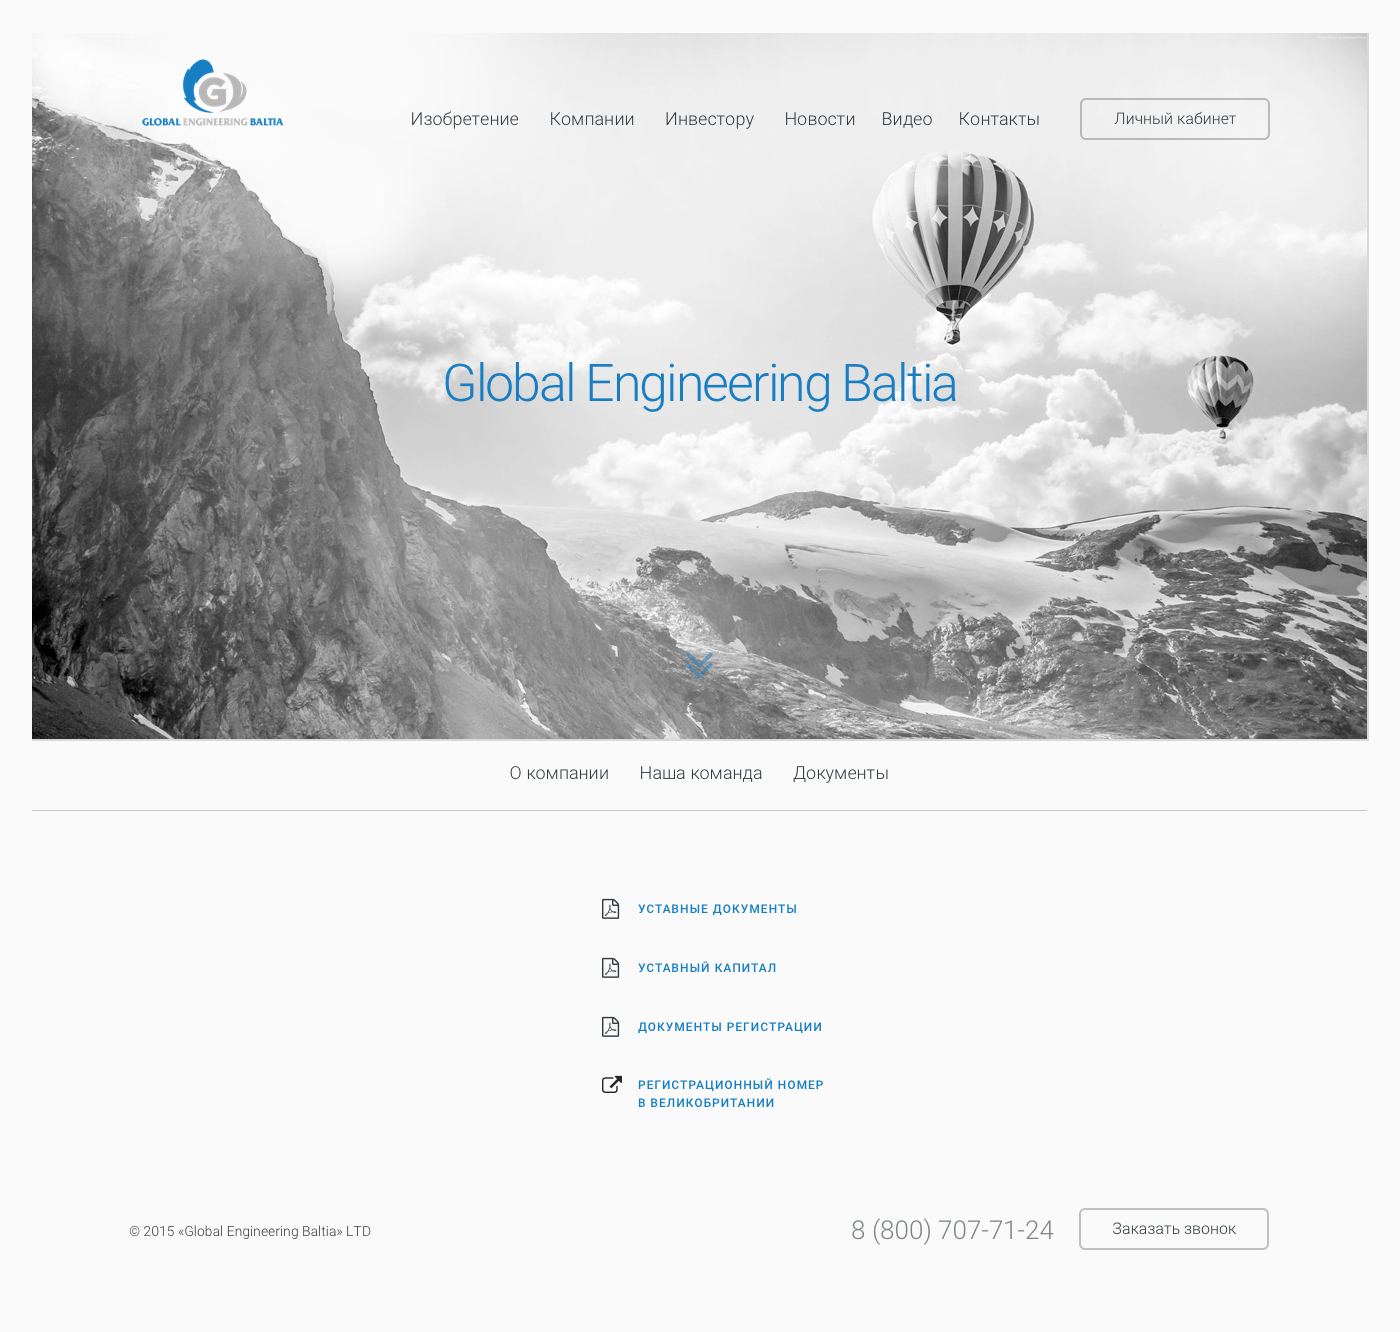 GLOBAL ENGINEERING BALTIA
Изобретение Компании Инвестору Новости Видео Контакты Личный кабинет
Global Engineering Baltia
О компании Наша команда Документы
УСТАВНЫЕ ДОКУМЕНТЫ
УСТАВНЫЙ КАПИТАЛ
ДОКУМЕНТЫ РЕГИСТРАЦИИ
РЕГИСТРАЦИОННЫЙ НОМЕР
В ВЕЛИКОБРИТАНИИ
© 2015 «Global Engineering Baltia» LTD
8 (800) 707-71-24 Заказать звонок